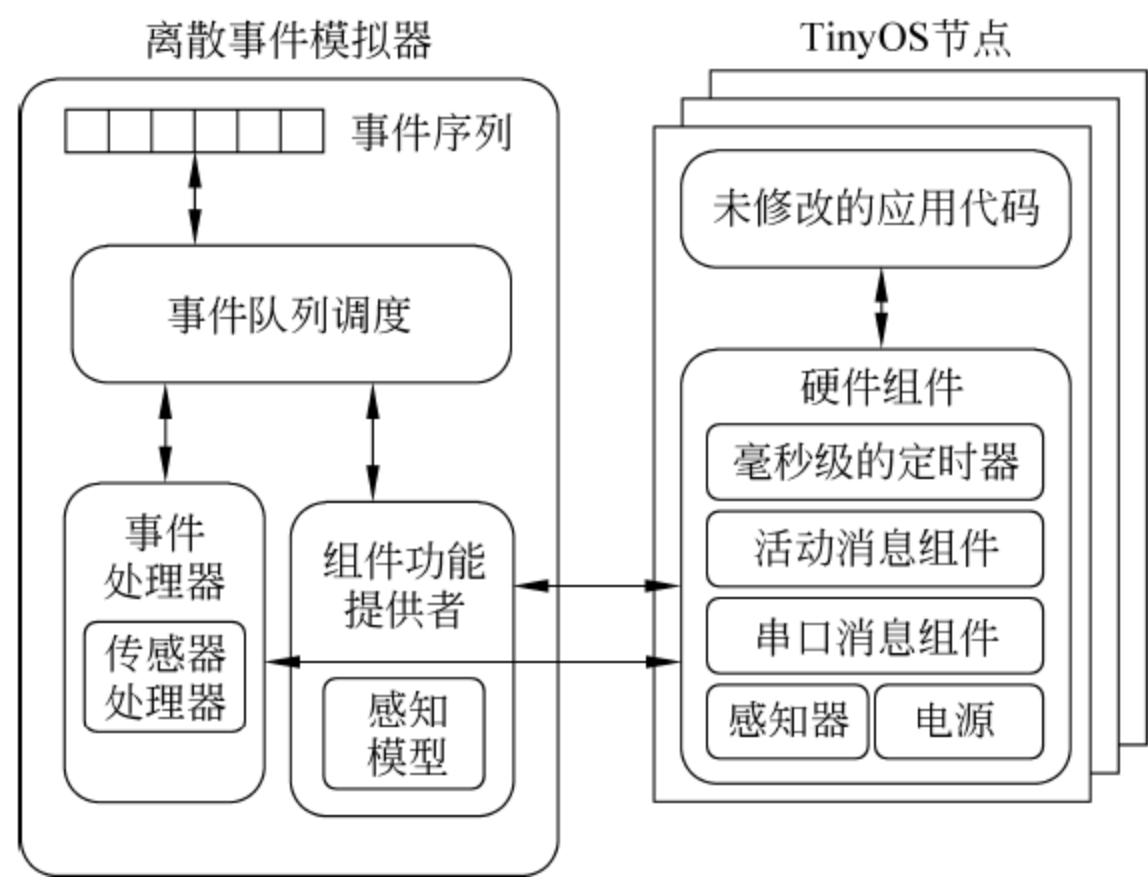 离散事件模拟器
事件序列
事件队列调度
事件
处理器
传感器
处理器
组件功能
提供者
感知
模型
TinyOS节点
未修改的应用代码
硬件组件
毫秒级的定时器
活动消息组件
串口消息组件
感知器
电源